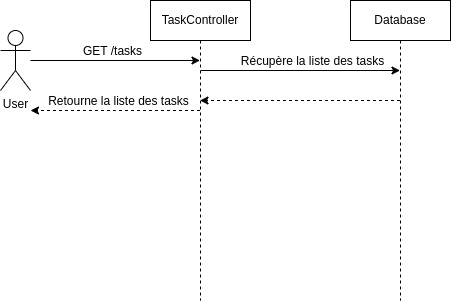 TaskController
Database
GET /tasks
Récupère la liste des tasks
User
Retourne la liste des tasks